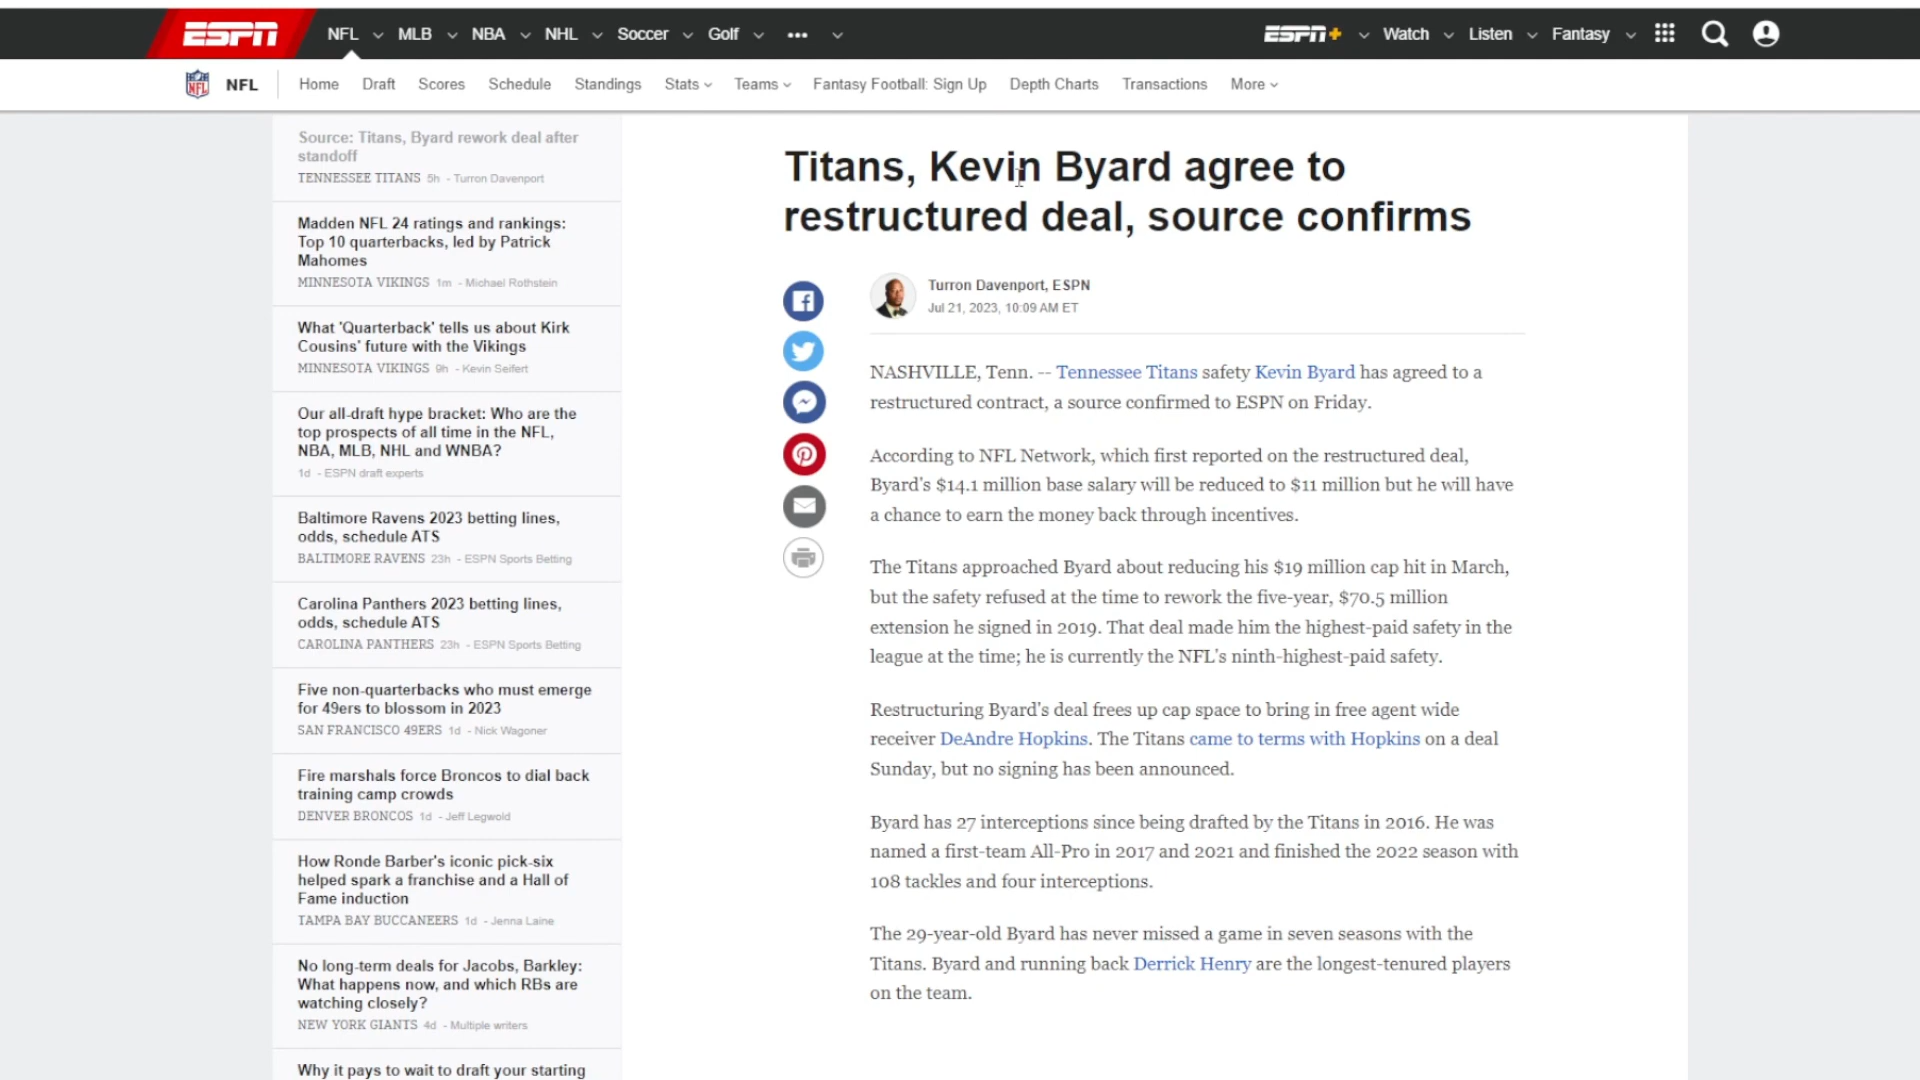 ESPN NFL MLB NBA NHL Soccer Golf ••• ESPN+ Watch Listen Fantasy
NFL NFL Home Draft Scores Schedule Standings Stats Teams Fantasy Football: Sign Up Depth Charts Transactions More
Source: Titans, Byard rework deal after
standoff
TENNESSEE TITANS 5h - Turron Davenport
Madden NFL 24 ratings and rankings:
Top 10 quarterbacks, led by Patrick
Mahomes
MINNESOTA VIKINGS 1m - Michael Rothstein
What 'Quarterback' tells us about Kirk
Cousins' future with the Vikings
MINNESOTA VIKINGS 9h - Kevin Seifert
Our all-draft hype bracket: Who are the
top prospects of all time in the NFL,
NBA, MLB, NHL and WNBA?
1d - ESPN draft experts
Baltimore Ravens 2023 betting lines,
odds, schedule ATS
BALTIMORE RAVENS 23h - ESPN Sports Betting
Carolina Panthers 2023 betting lines,
odds, schedule ATS
CAROLINA PANTHERS 23h - ESPN Sports Betting
Five non-quarterbacks who must emerge
for 49ers to blossom in 2023
SAN FRANCISCO 49ERS 1d - Nick Wagoner
Fire marshals force Broncos to dial back
training camp crowds
DENVER BRONCOS 1d - Jeff Legwold
How Ronde Barber's iconic pick-six
helped spark a franchise and a Hall of
Fame induction
TAMPA BAY BUCCANEERS 1d - Jenna Laine
No long-term deals for Jacobs, Barkley:
What happens now, and which RBs are
watching closely?
NEW YORK GIANTS 4d - Multiple writers
Why it pays to wait to draft your starting
Titans, Kevin Byard agree to
restructured deal, source confirms
Turron Davenport, ESPN
Jul 21, 2023, 10:09 AM ET
NASHVILLE, Tenn. -- Tennessee Titans safety Kevin Byard has agreed to a
restructured contract, a source confirmed to ESPN on Friday.
According to NFL Network, which first reported on the restructured deal,
Byard's $14.1 million base salary will be reduced to $11 million but he will have
a chance to earn the money back through incentives.
The Titans approached Byard about reducing his $19 million cap hit in March,
but the safety refused at the time to rework the five-year, $70.5 million
extension he signed in 2019. That deal made him the highest-paid safety in the
league at the time; he is currently the NFL's ninth-highest-paid safety.
Restructuring Byard's deal frees up cap space to bring in free agent wide
receiver DeAndre Hopkins. The Titans came to terms with Hopkins on a deal
Sunday, but no signing has been announced.
Byard has 27 interceptions since being drafted by the Titans in 2016. He was
named a first-team All-Pro in 2017 and 2021 and finished the 2022 season with
108 tackles and four interceptions.
The 29-year-old Byard has never missed a game in seven seasons with the
Titans. Byard and running back Derrick Henry are the longest-tenured players
on the team.